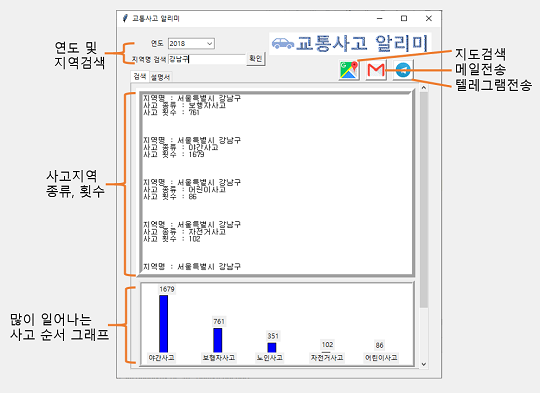 교통사고 알리미
연도 및
지역검색
연도
2018
지역명 검색
강남구
확인
교통사고 알리미
지도검색
메일전송
텔레그램전송
검색
설명서
사고지역
종류, 횟수
지역명 : 서울특별시 강남구
사고 종류 : 보행자사고
사고 횟수 : 761
지역명 : 서울특별시 강남구
사고 종류 : 야간사고
사고 횟수 : 1679
지역명 : 서울특별시 강남구
사고 종류 : 어린이사고
사고 횟수 : 86
지역명 : 서울특별시 강남구
사고 종류 : 자전거사고
사고 횟수 : 102
지역명 : 서울특별시 강남구
많이 일어나는
사고 순서 그래프
1679
761
351
102
86
야간사고
보행자사고
노인사고
자전거사고
어린이사고